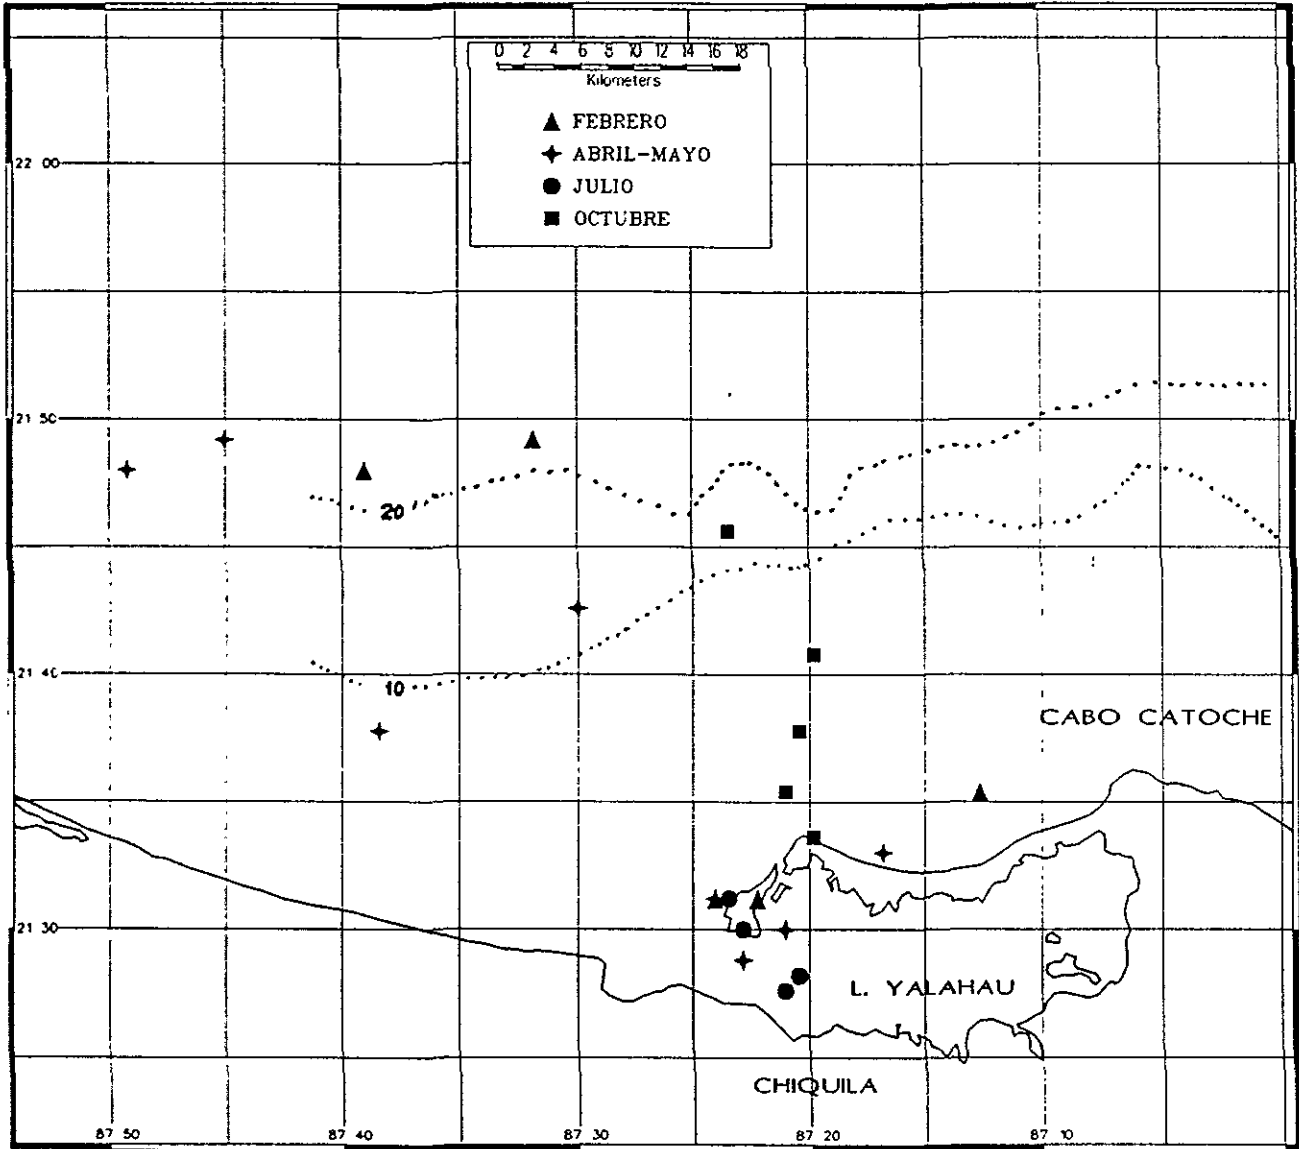 0 2 4 6 8 10 12 14 16 18
Kilometers
FEBRERO
ABRIL-MAYO
JULIO
OCTUBRE
22 00
21 50
20
21 40
10
CABO CATOCHE
21 30
L. YALAHAU
CHIQUILA
87 50 87 40 87 30 87 20 87 10